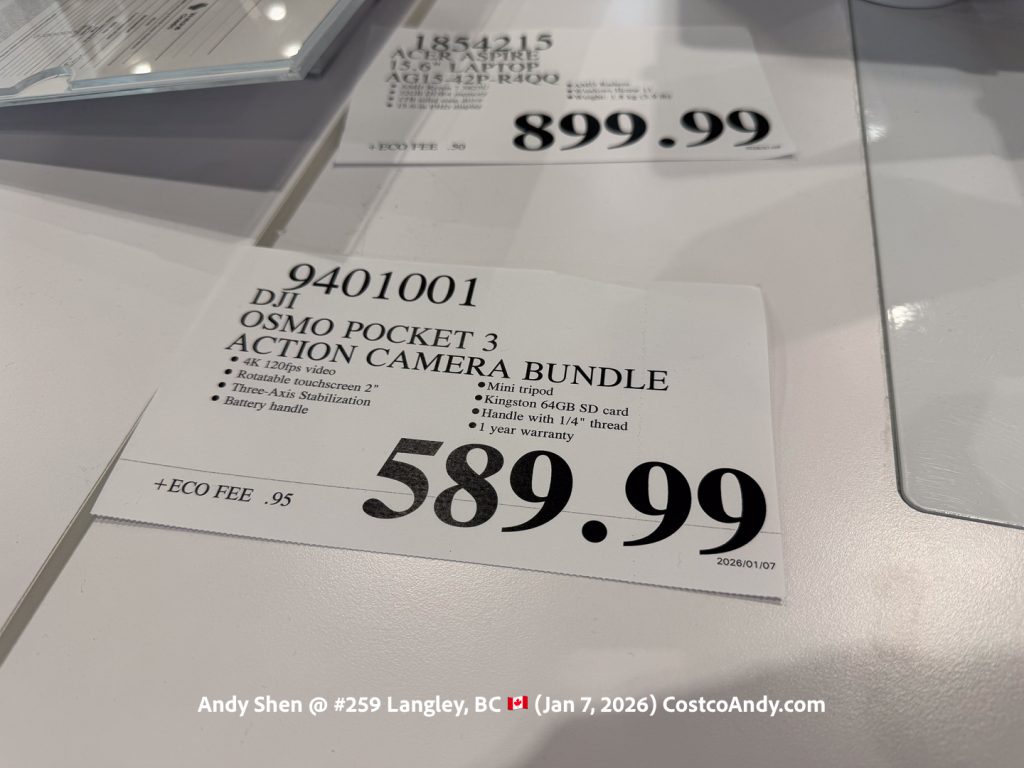 1854215
ACER ASPIRE
15.6" LAPTOP
AG15-42P-R4QQ
+ECO FEE .50
899.99
9401001
DJI
OSMO POCKET 3
ACTION CAMERA BUNDLE
• 4K 120fps video
• Rotatable touchscreen 2"
• Three-Axis Stabilization
• Battery handle
• Mini tripod
• Kingston 64GB SD card
• Handle with 1/4" thread
• 1 year warranty
+ECO FEE .95
589.99
2026/01/07
Andy Shen @ #259 Langley, BC 🇨🇦 (Jan 7, 2026) CostcoAndy.com